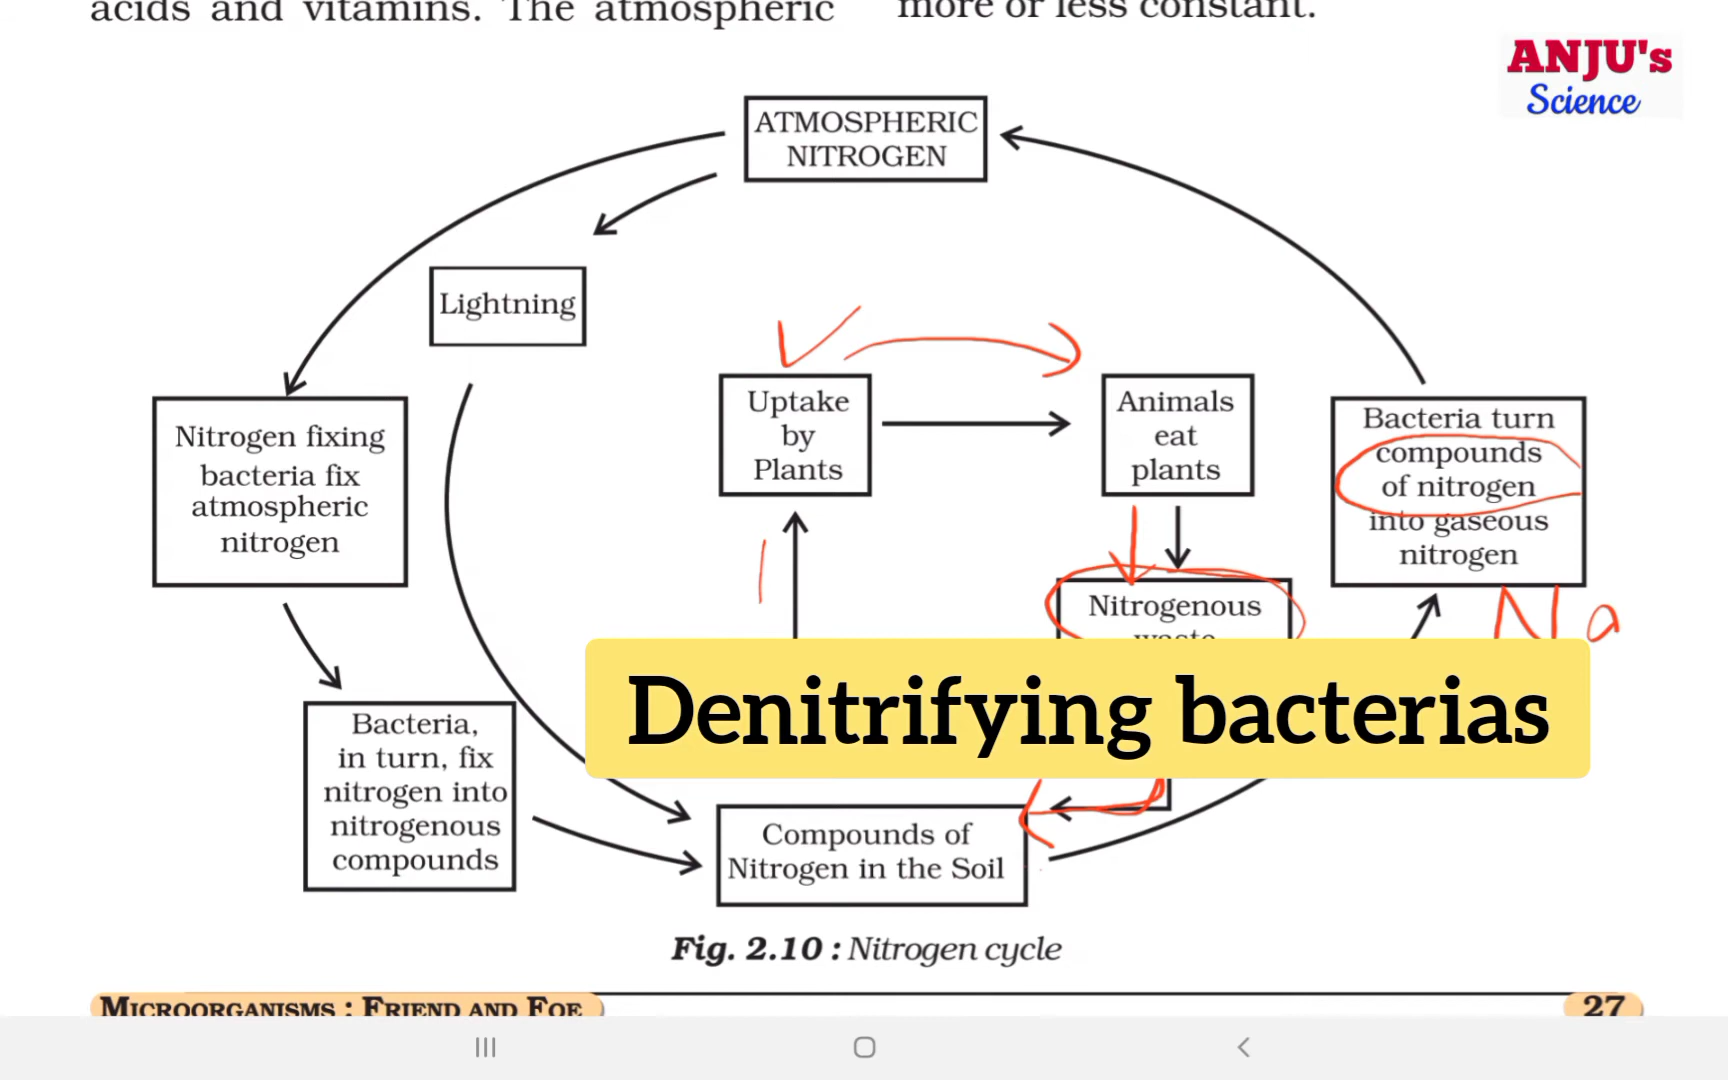 acids and vitamins. The atmospheric
more or less constant.
ANJU's
Science
ATMOSPHERIC
NITROGEN
Lightning
Nitrogen fixing
bacteria fix
atmospheric
nitrogen
Uptake
by
Plants
Animals
eat
plants
Bacteria turn
compounds
of nitrogen
into gaseous
nitrogen
Nitrogenous
waste
Na
Denitrifying bacterias
Bacteria,
in turn, fix
nitrogen into
nitrogenous
compounds
Compounds of
Nitrogen in the Soil
Fig. 2.10 : Nitrogen cycle
MICROORGANISMS : FRIEND AND FOE
27